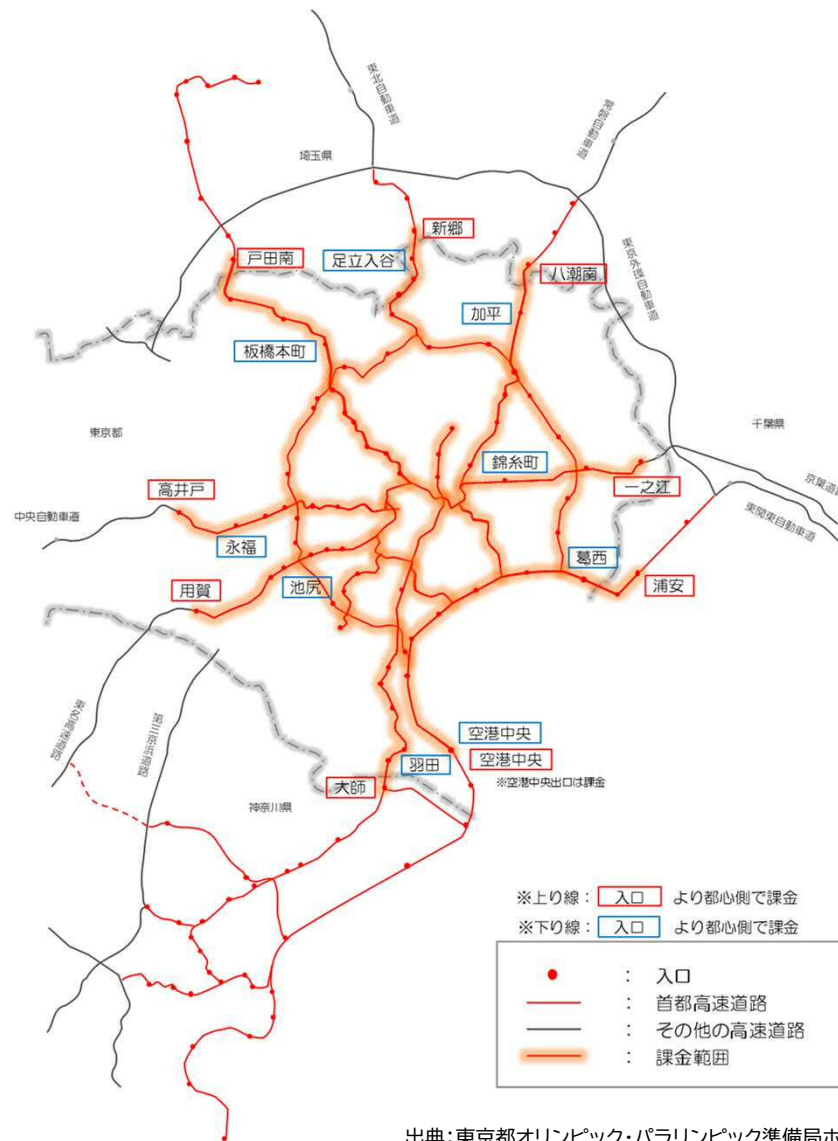 東北自動車道
常磐自動車道
埼玉県
新郷
戸田南
足立入谷
八潮南
東京外環自動車道
加平
板橋本町
千葉県
東京都
錦糸町
京葉道路
高井戸
一之江
中央自動車道
東関東自動車道
永福
葛西
用賀
池尻
浦安
東名高速道路
第三京浜道路
空港中央
羽田
空港中央
大師
※空港中央出口は課金
神奈川県
※上り線： 入口 より都心側で課金
※下り線： 入口 より都心側で課金
： 入口
： 首都高速道路
： その他の高速道路
： 課金範囲
出典：東京都オリンピック・パラリンピック準備局ホ